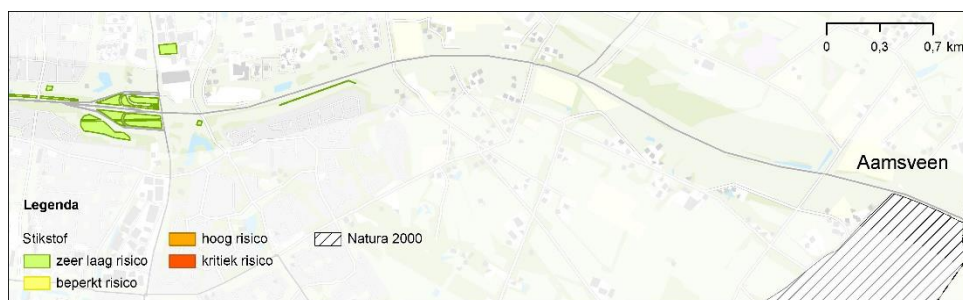 0 0,3 0,7 km
Aamsveen
Legenda
Stikstof hoog risico Natura 2000
zeer laag risico kritiek risico
beperkt risico